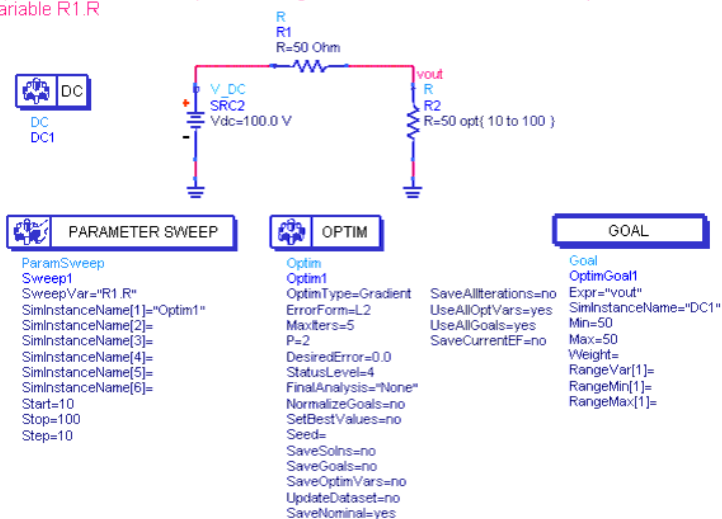 ariable R1.R
R
R1
R=50 Ohm
vout
DC
DC
DC1
V_DC
SRC2
Vdc=100.0 V
R
R2
R=50 opt{ 10 to 100 }
PARAMETER SWEEP
ParamSweep
Sweep1
SweepVar="R1.R"
SimInstanceName[1]="Optim1"
SimInstanceName[2]=
SimInstanceName[3]=
SimInstanceName[4]=
SimInstanceName[5]=
SimInstanceName[6]=
Start=10
Stop=100
Step=10
OPTIM
Optim
Optim1
OptimType=Gradient
ErrorForm=L2
MaxIters=5
P=2
DesiredError=0.0
StatusLevel=4
FinalAnalysis="None"
NormalizeGoals=no
SetBestValues=no
Seed=
SaveSolns=no
SaveGoals=no
SaveOptimVars=no
UpdateDataset=no
SaveNominal=yes
SaveAllIterations=no
UseAllOptVars=yes
UseAllGoals=yes
SaveCurrentEF=no
GOAL
Goal
OptimGoal1
Expr="vout"
SimInstanceName="DC1"
Min=50
Max=50
Weight=
RangeVar[1]=
RangeMin[1]=
RangeMax[1]=